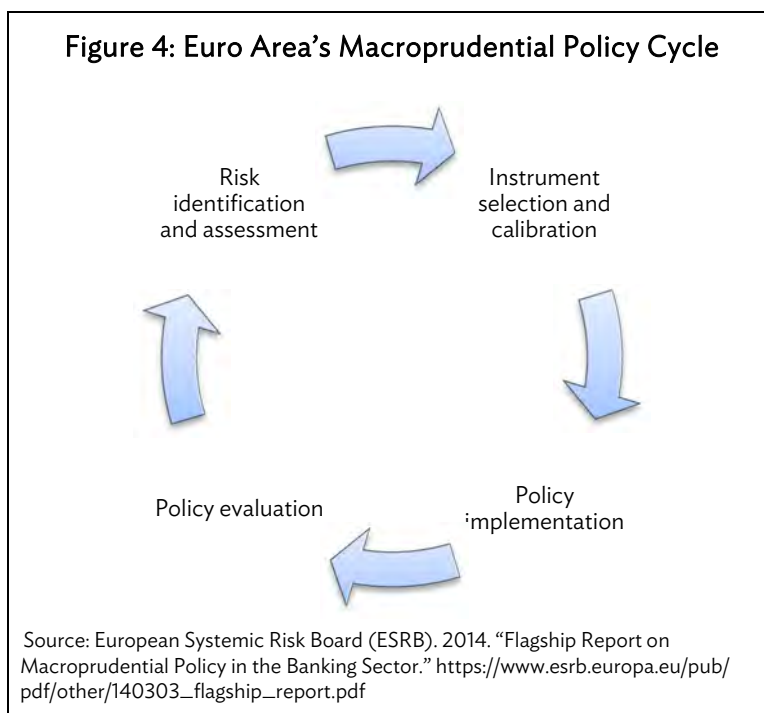 Figure 4: Euro Area's Macroprudential Policy Cycle
Risk
identification
and assessment
Instrument
selection and
calibration
Policy
implementation
Policy evaluation
Source: European Systemic Risk Board (ESRB). 2014. “Flagship Report on
Macroprudential Policy in the Banking Sector.” https://www.esrb.europa.eu/pub/
pdf/other/140303_flagship_report.pdf